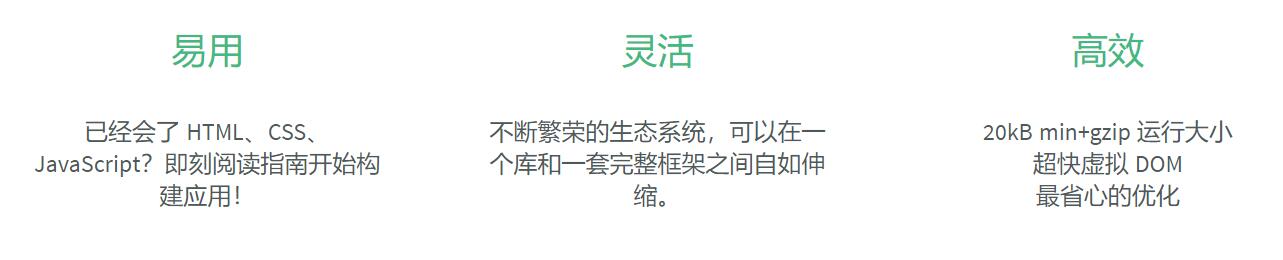 易用
已经会了 HTML、CSS、
JavaScript？即刻阅读指南开始构
建应用！
灵活
不断繁荣的生态系统，可以在一
个库和一套完整框架之间自如伸
缩。
高效
20kB min+gzip 运行大小
超快虚拟 DOM
最省心的优化